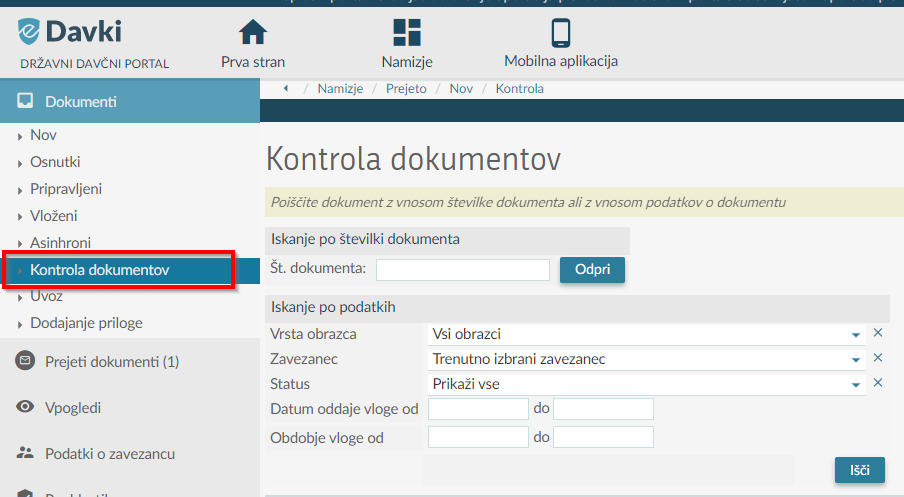 Davki
DRŽAVNI DAVČNI PORTAL
Prva stran
Namizje
Mobilna aplikacija
Dokumenti
/ Namizje / Prejeto / Nov / Kontrola
Nov
Osnutki
Pripravljeni
Vloženi
Asinhroni
Kontrola dokumentov
Uvoz
Dodajanje priloge
Prejeti dokumenti (1)
Vpogledi
Podatki o zavezancu
Kontrola dokumentov
Poiščite dokument z vnosom številke dokumenta ali z vnosom podatkov o dokumentu
Iskanje po številki dokumenta
Št. dokumenta:
Odpri
Iskanje po podatkih
Vrsta obrazca Vsi obrazci
Zavezanec Trenutno izbrani zavezanec
Status Prikaži vse
Datum oddaje vloge od do
Obdobje vloge od do
Išči